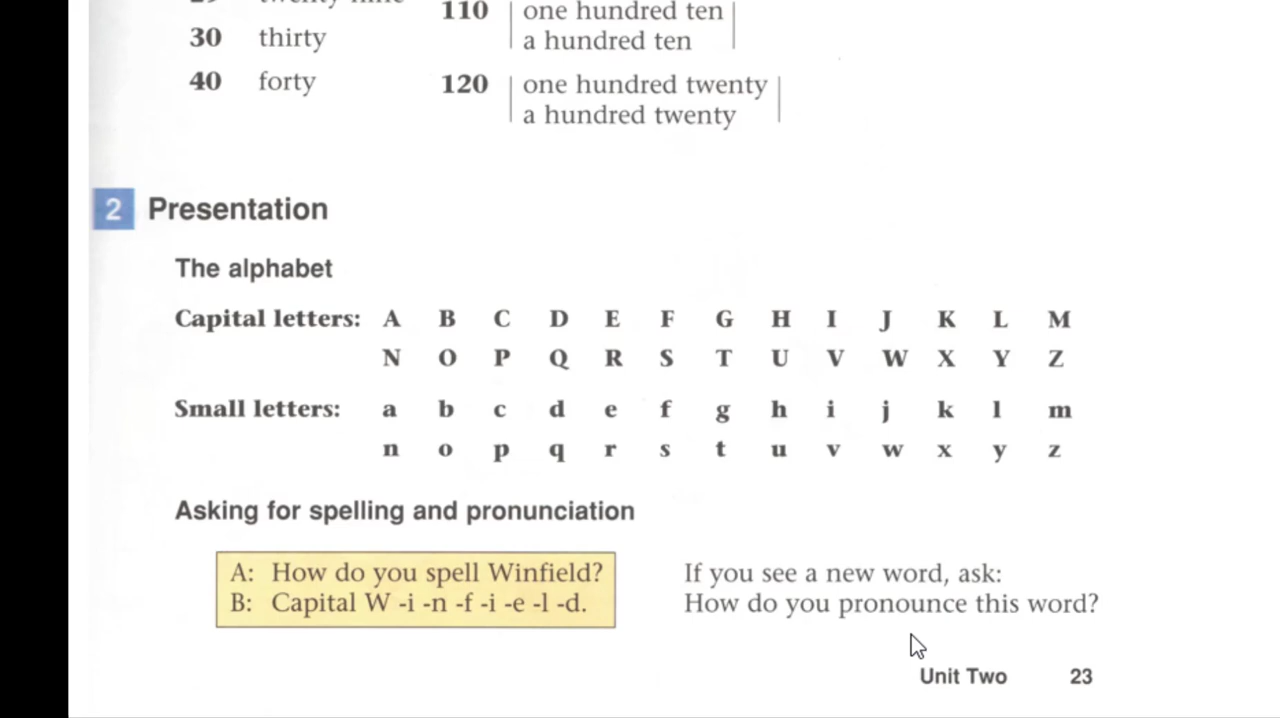 110 one hundred ten
30 thirty a hundred ten
40 forty 120 one hundred twenty
a hundred twenty
2 Presentation
The alphabet
Capital letters: A B C D E F G H I J K L M
N O P Q R S T U V W X Y Z
Small letters: a b c d e f g h i j k l m
n o p q r s t u v w x y z
Asking for spelling and pronunciation
A: How do you spell Winfield?
B: Capital W -i -n -f -i -e -l -d.
If you see a new word, ask:
How do you pronounce this word?
Unit Two 23